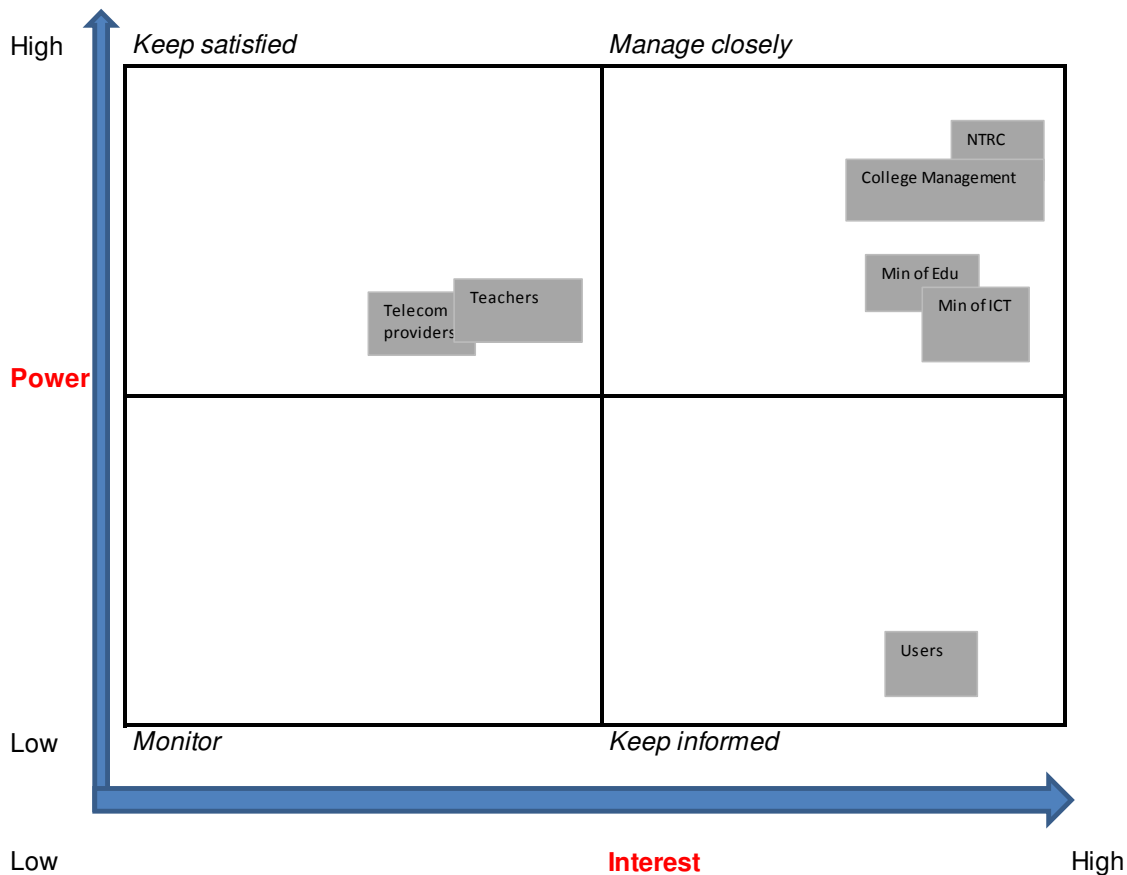 High
Keep satisfied
Manage closely
NTRC
College Management
Min of Edu
Min of ICT
Teachers
Telecom
providers
Power
Users
Low
Monitor
Keep informed
Low
Interest
High